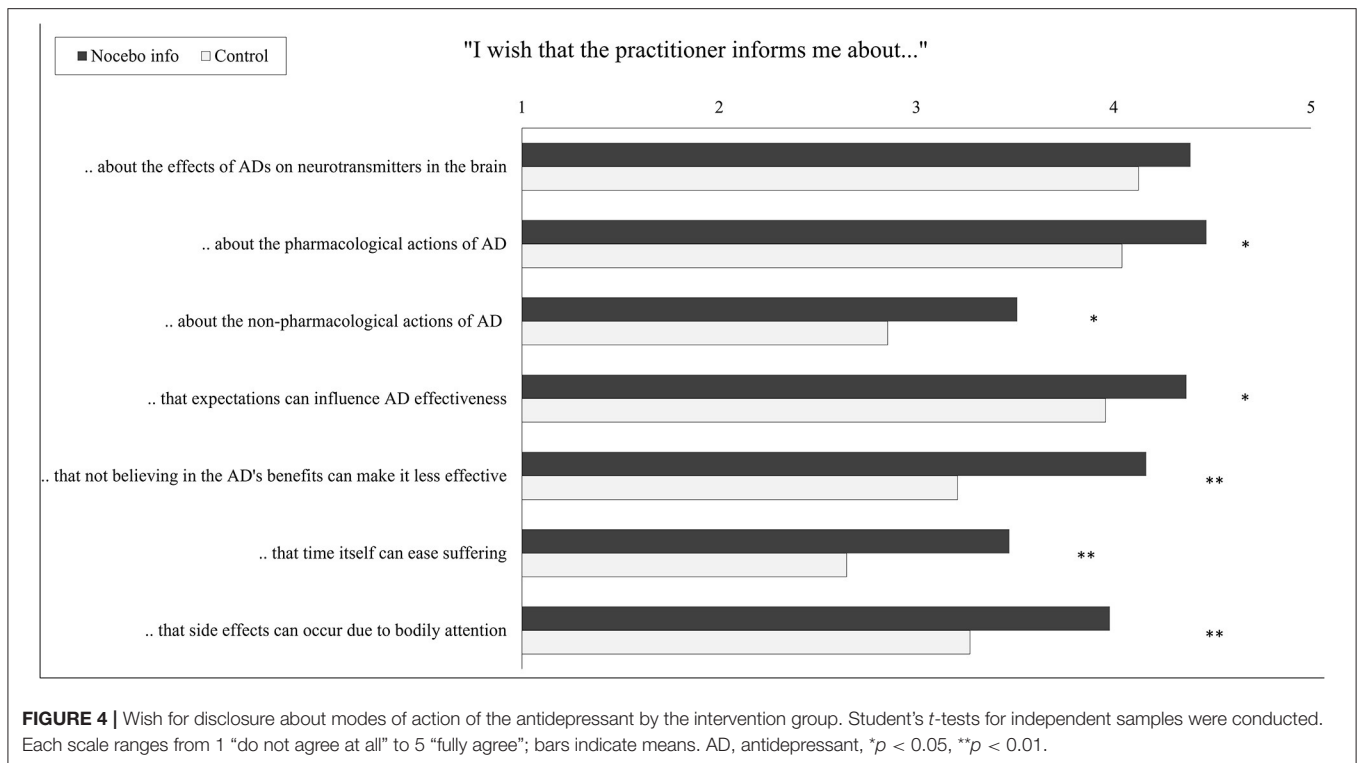 ■ Nocebo info □ Control
"I wish that the practitioner informs me about..."
1 2 3 4 5
.. about the effects of ADs on neurotransmitters in the brain
.. about the pharmacological actions of AD *
.. about the non-pharmacological actions of AD *
.. that expectations can influence AD effectiveness *
.. that not believing in the AD's benefits can make it less effective **
.. that time itself can ease suffering **
.. that side effects can occur due to bodily attention **
FIGURE 4 | Wish for disclosure about modes of action of the antidepressant by the intervention group. Student's t-tests for independent samples were conducted.
Each scale ranges from 1 “do not agree at all” to 5 “fully agree”; bars indicate means. AD, antidepressant, *p < 0.05, **p < 0.01.